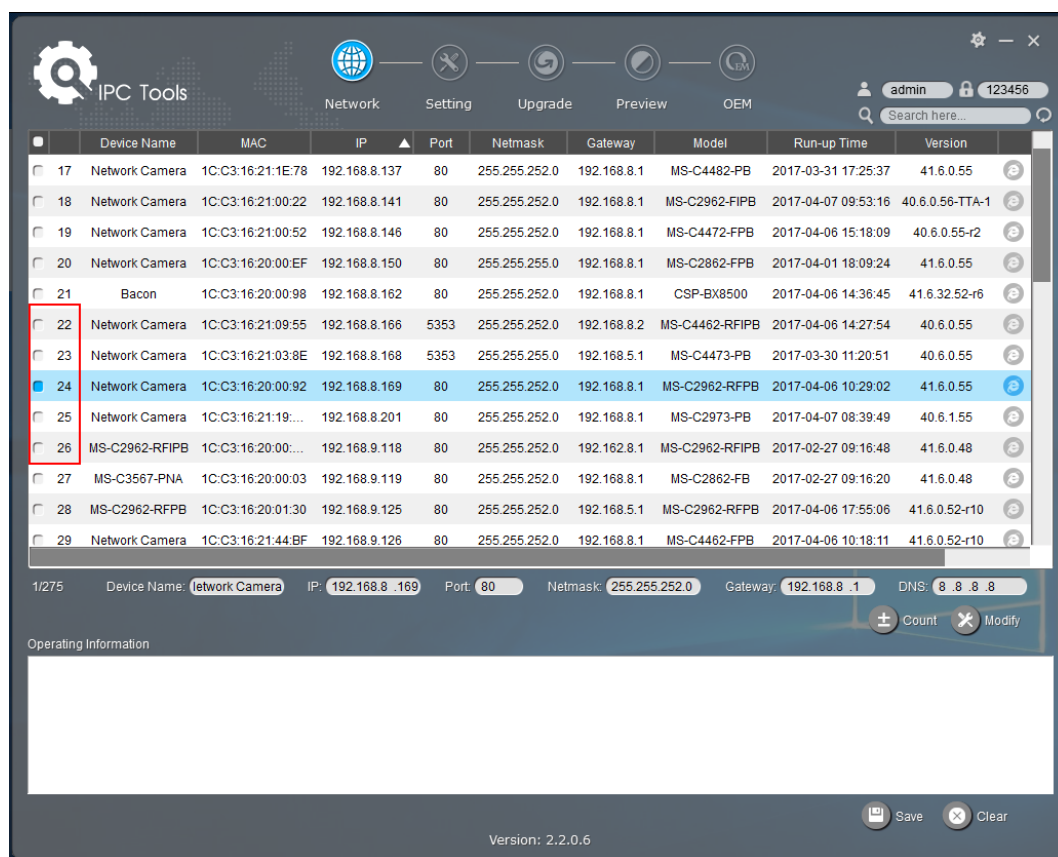 IPC Tools
Network Setting Upgrade Preview OEM
OEM
admin 123456
Search here...
Device Name MAC IP Port Netmask Gateway Model Run-up Time Version
17 Network Camera 1C:C3:16:21:1E:78 192.168.8.137 80 255.255.252.0 192.168.8.1 MS-C4482-PB 2017-03-31 17:25:37 41.6.0.55
18 Network Camera 1C:C3:16:21:00:22 192.168.8.141 80 255.255.252.0 192.168.8.1 MS-C2962-FIPB 2017-04-07 09:53:16 40.6.0.56-TTA-1
19 Network Camera 1C:C3:16:21:00:52 192.168.8.146 80 255.255.252.0 192.168.8.1 MS-C4472-FPB 2017-04-06 15:18:09 40.6.0.55-r2
20 Network Camera 1C:C3:16:20:00:EF 192.168.8.150 80 255.255.255.0 192.168.8.1 MS-C2862-FPB 2017-04-01 18:09:24 41.6.0.55
21 Bacon 1C:C3:16:20:00:98 192.168.8.162 80 255.255.252.0 192.168.8.1 CSP-BX8500 2017-04-06 14:36:45 41.6.32.52-r6
22 Network Camera 1C:C3:16:21:09:55 192.168.8.166 5353 255.255.252.0 192.168.8.2 MS-C4462-RFIPB 2017-04-06 14:27:54 40.6.0.55
23 Network Camera 1C:C3:16:21:03:8E 192.168.8.168 5353 255.255.255.0 192.168.5.1 MS-C4473-PB 2017-03-30 11:20:51 40.6.0.55
24 Network Camera 1C:C3:16:20:00:92 192.168.8.169 80 255.255.252.0 192.168.8.1 MS-C2962-RFPB 2017-04-06 10:29:02 41.6.0.55
25 Network Camera 1C:C3:16:21:19:... 192.168.8.201 80 255.255.252.0 192.168.8.1 MS-C2973-PB 2017-04-07 08:39:49 40.6.1.55
26 MS-C2962-RFIPB 1C:C3:16:20:00:... 192.168.9.118 80 255.255.252.0 192.162.8.1 MS-C2962-RFIPB 2017-02-27 09:16:48 41.6.0.48
27 MS-C3567-PNA 1C:C3:16:20:00:03 192.168.9.119 80 255.255.252.0 192.168.8.1 MS-C2862-FB 2017-02-27 09:16:20 41.6.0.48
28 MS-C2962-RFPB 1C:C3:16:20:01:30 192.168.9.125 80 255.255.252.0 192.168.5.1 MS-C2962-RFPB 2017-04-06 17:55:06 41.6.0.52-r10
29 Network Camera 1C:C3:16:21:44:BF 192.168.9.126 80 255.255.252.0 192.168.8.1 MS-C4462-FPB 2017-04-06 10:18:11 41.6.0.52-r10
1/275 Device Name: letwork Camera IP: 192.168.8 .169 Port: 80 Netmask: 255.255.252.0 Gateway: 192.168.8 .1 DNS: 8 .8 .8 .8
Count Modify
Operating Information
Save Clear
Version: 2.2.0.6